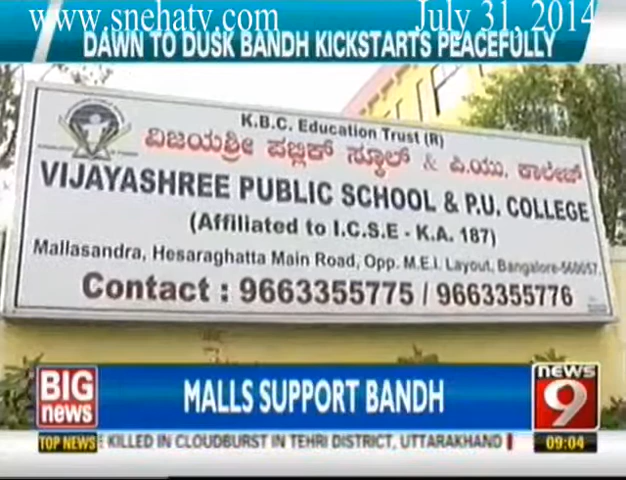 www.snehatv.com July 31, 2014
DAWN TO DUSK BANDH KICKSTARTS PEACEFULLY
K.B.C. Education Trust (R)
ವಿಜಯಶ್ರೀ ಪಬ್ಲಿಕ್ ಸ್ಕೂಲ್ & ಪಿ.ಯು. ಕಾಲೇಜ್
VIJAYASHREE PUBLIC SCHOOL & P.U. COLLEGE
(Affiliated to I.C.S.E - K.A. 187)
Mallasandra, Hesaraghatta Main Road, Opp. M.E.I. Layout, Bangalore-560057.
Contact : 9663355775 / 9663355776
BIG news
MALLS SUPPORT BANDH
news 9
TOP NEWS KILLED IN CLOUDBURST IN TEHRI DISTRICT, UTTARAKHAND
09:04